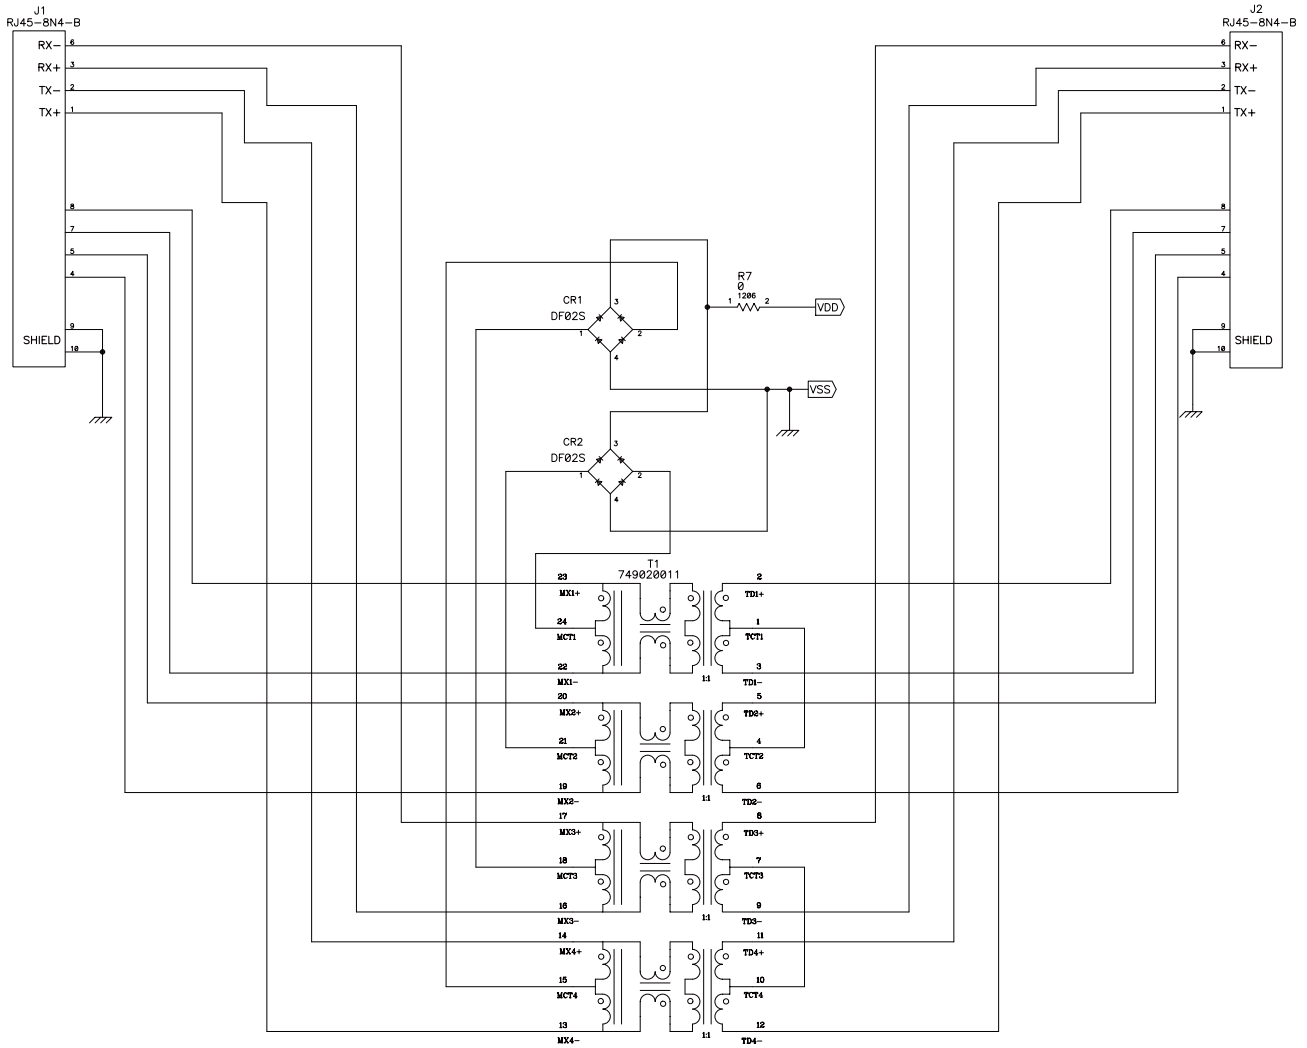 J1
RJ45-8N4-B
RX- 6
RX+ 3
TX- 2
TX+ 1
8
7
5
4
9
SHIELD
10
J2
RJ45-8N4-B
6 RX-
3 RX+
2 TX-
1 TX+
8
7
5
4
9
SHIELD
10
CR1
DF02S
3
1
2
4
R7
0
1206
1
2
VDD
VSS
CR2
DF02S
3
1
2
4
T1
749020011
23
MX1+
24
MCT1
22
MX1-
20
MX2+
21
MCT2
19
MX2-
17
MX3+
18
MCT3
16
MX3-
14
MX4+
15
MCT4
13
MX4-
2
TD1+
1
TCT1
3
TD1-
1:1
5
TD2+
4
TCT2
6
TD2-
1:1
8
TD3+
7
TCT3
9
TD3-
1:1
11
TD4+
10
TCT4
12
TD4-
1:1